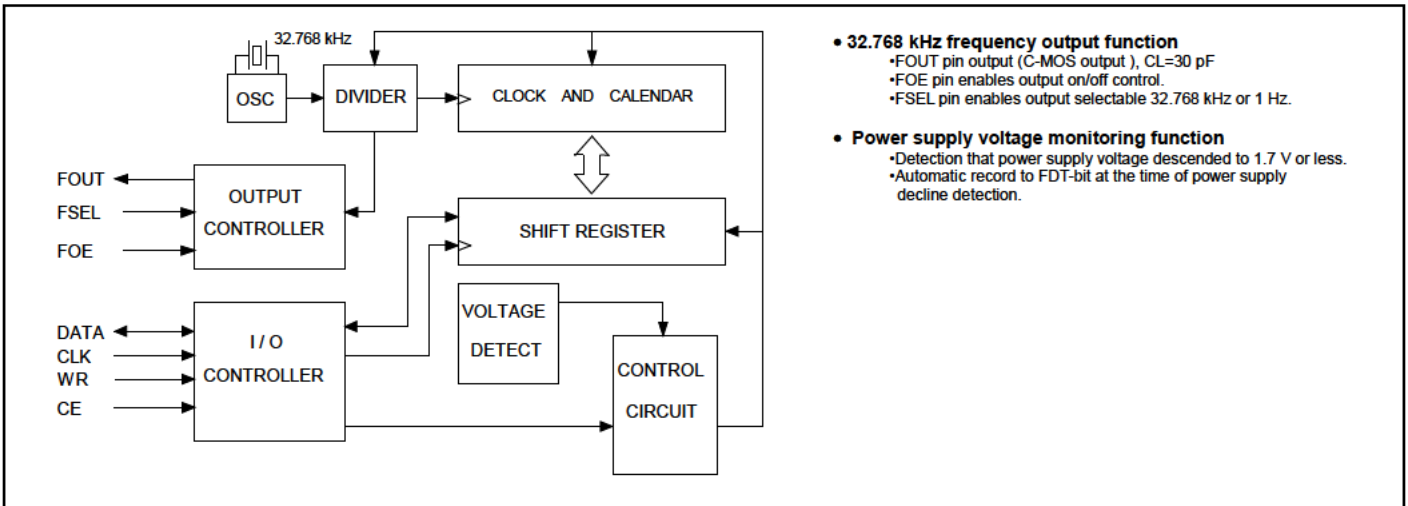 32.768 kHz
OSC
DIVIDER
CLOCK AND CALENDAR
FOUT
FSEL
FOE
OUTPUT
CONTROLLER
SHIFT REGISTER
DATA
CLK
WR
CE
I / O
CONTROLLER
VOLTAGE
DETECT
CONTROL
CIRCUIT
• 32.768 kHz frequency output function
•FOUT pin output (C-MOS output ), CL=30 pF
•FOE pin enables output on/off control.
•FSEL pin enables output selectable 32.768 kHz or 1 Hz.
• Power supply voltage monitoring function
•Detection that power supply voltage descended to 1.7 V or less.
•Automatic record to FDT-bit at the time of power supply
decline detection.